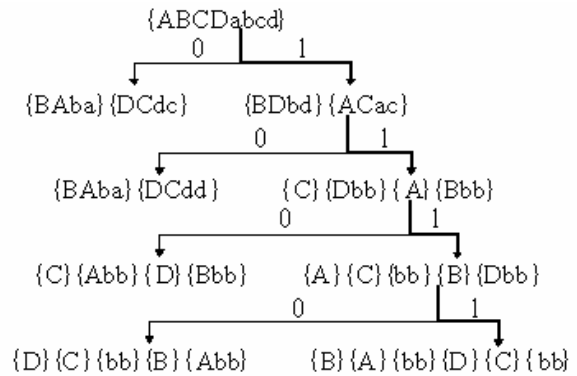 {ABCDabcd}
0 1
{BAba}{DCdc} {BDbd}{ACac}
0 1
{BAba}{DCdd} {C}{Dbb}{A}{Bbb}
0 1
{C}{Abb}{D}{Bbb} {A}{C}{bb}{B}{Dbb}
0 1
{D}{C}{bb}{B}{Abb} {B}{A}{bb}{D}{C}{bb}